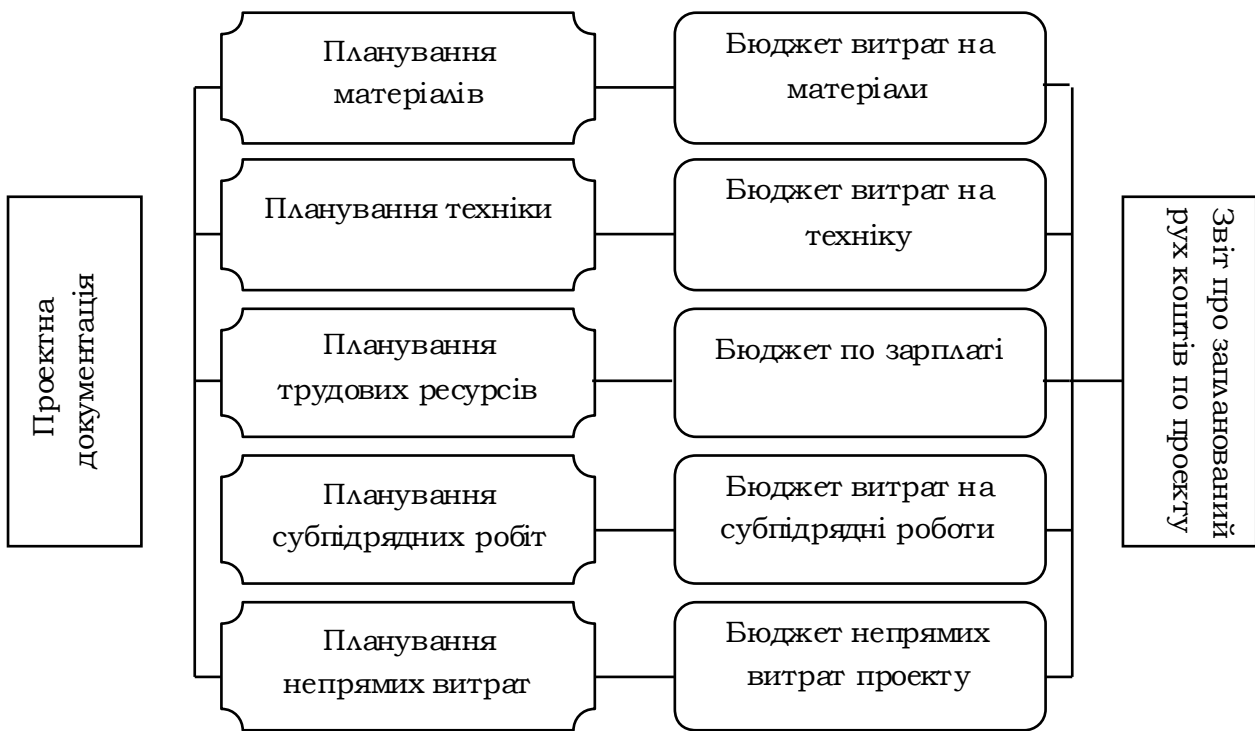 Проектна
документація
Планування
матеріалів
Бюджет витрат на
матеріали
Планування техніки
Бюджет витрат на
техніку
Планування
трудових ресурсів
Бюджет по зарплаті
Планування
субпідрядних робіт
Бюджет витрат на
субпідрядні роботи
Планування
непрямих витрат
Бюджет непрямих
витрат проекту
Звіт про запланований
рух коштів по проекту